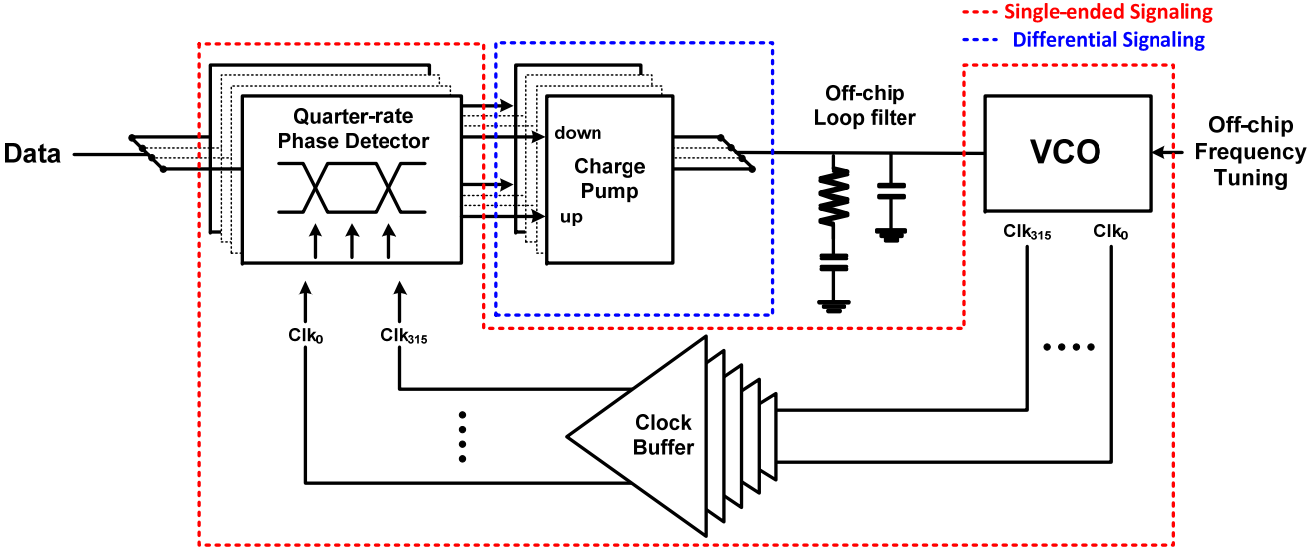 Single-ended Signaling
Differential Signaling
Data
Quarter-rate
Phase Detector
down
Charge
Pump
up
Off-chip
Loop filter
VCO
Off-chip
Frequency
Tuning
Clk315
Clk0
Clk0
Clk315
Clock
Buffer